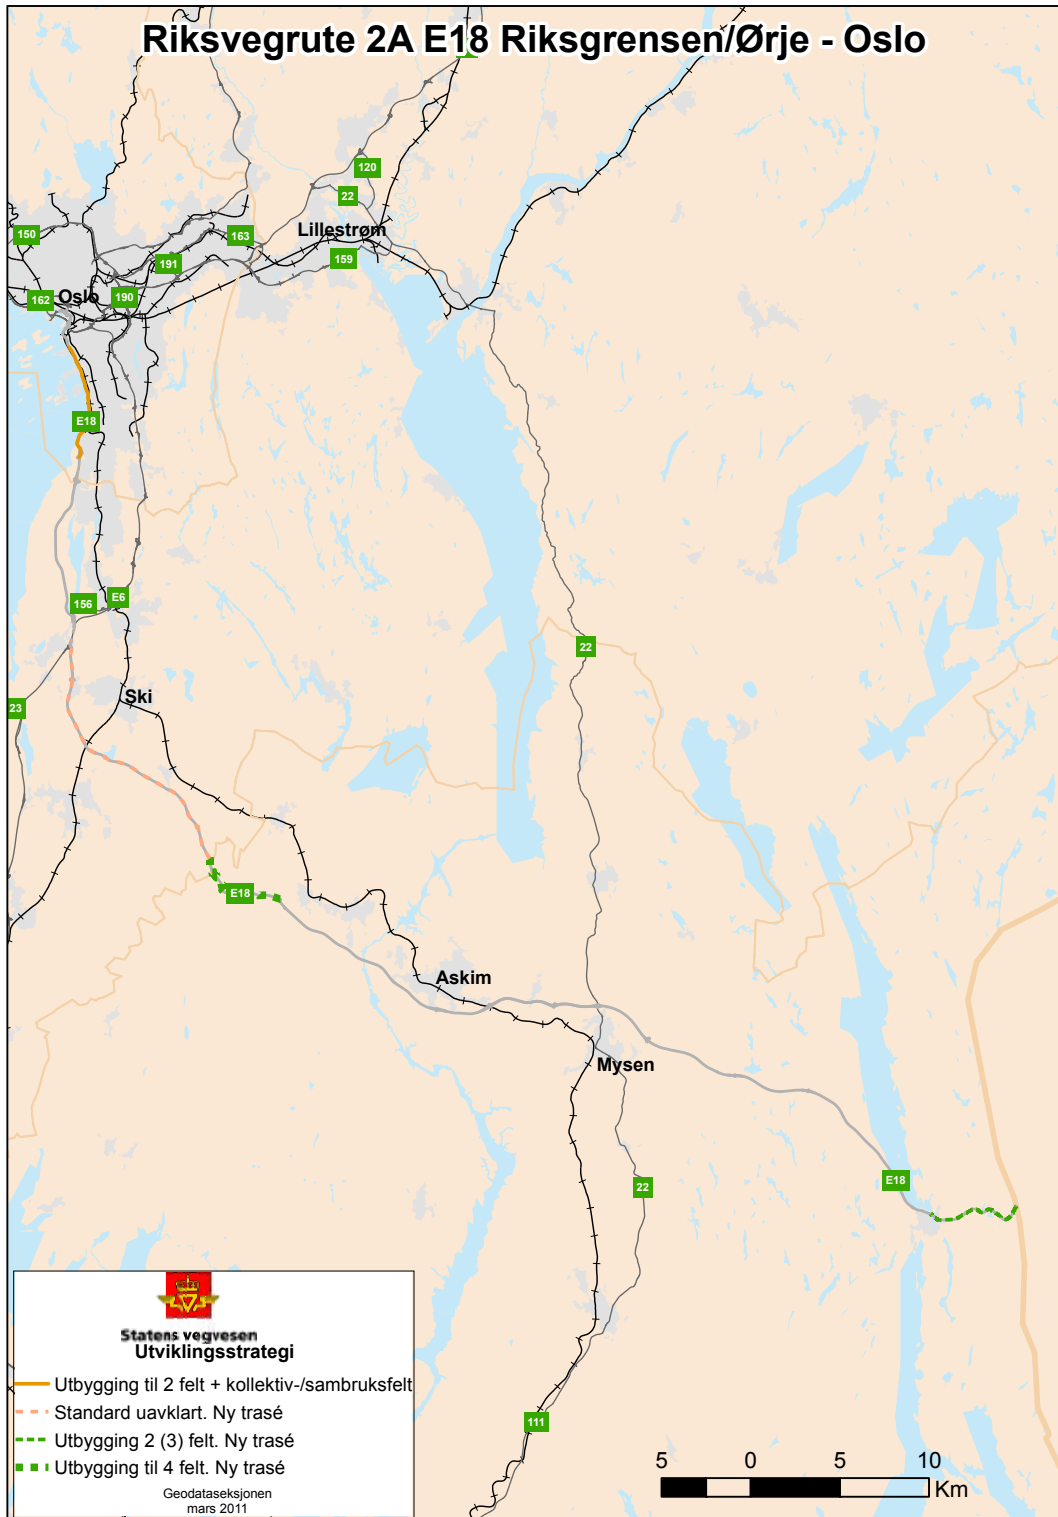 Riksvegrute 2A E18 Riksgrensen/Ørje - Oslo
120
22
Lillestrøm
150
163
191
159
162
Oslo
190
E18
156
E6
22
Ski
23
E18
Askim
Mysen
E18
22
Statens vegvesen
Utviklingsstrategi
Utbygging til 2 felt + kollektiv-/sambruksfelt
Standard uavklart. Ny trasé
Utbygging 2 (3) felt. Ny trasé
Utbygging til 4 felt. Ny trasé
Geodataseksjonen
mars 2011
111
5 0 5 10
Km